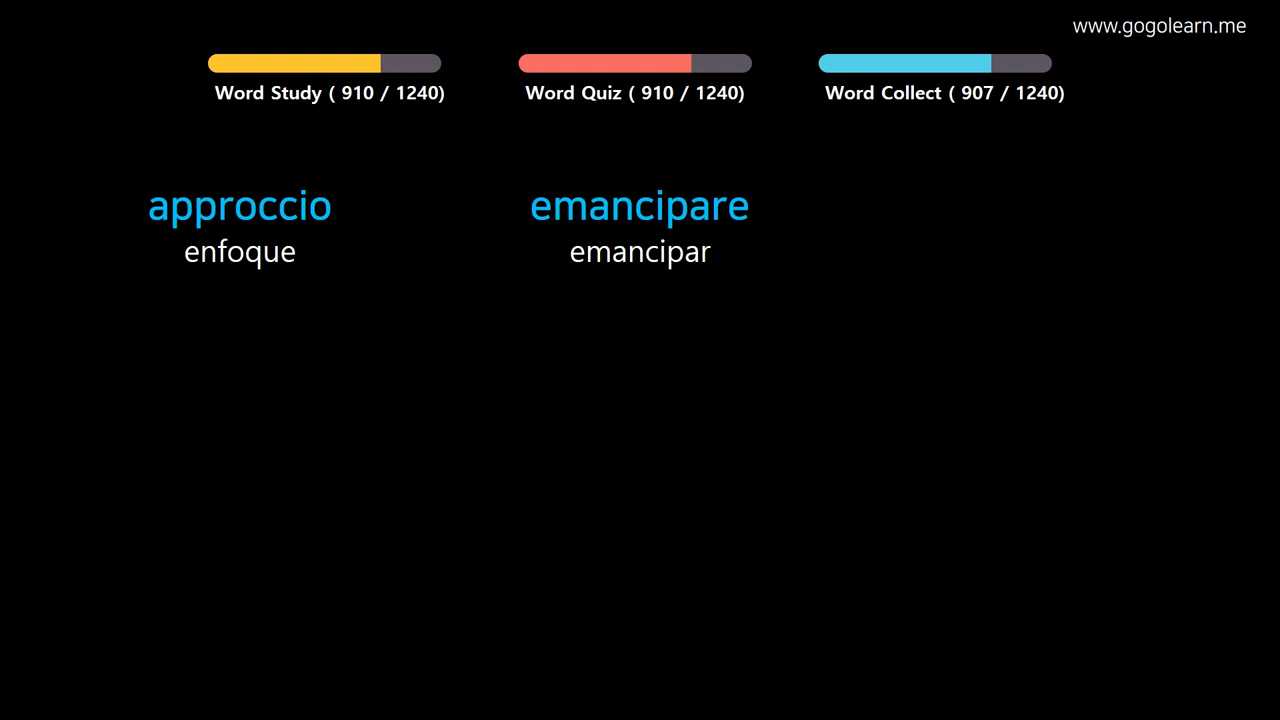 www.gogolearn.me
Word Study ( 910 / 1240)
Word Quiz ( 910 / 1240)
Word Collect ( 907 / 1240)
approccio
enfoque
emancipare
emancipar